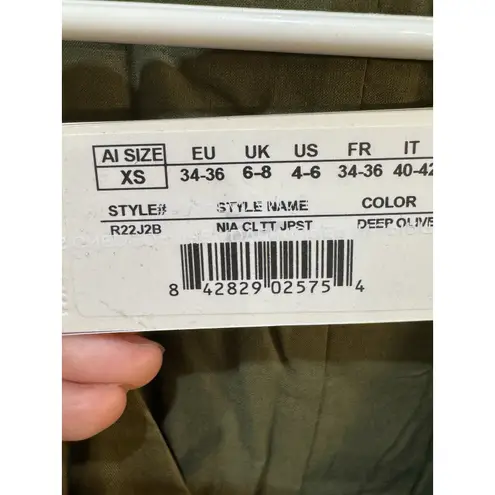 AI SIZE EU UK US FR IT
XS 34-36 6-8 4-6 34-36 40-42
STYLE# STYLE NAME COLOR
R22J2B NIA CLTT JPST DEEP OLIVE
8 42829 02575 4